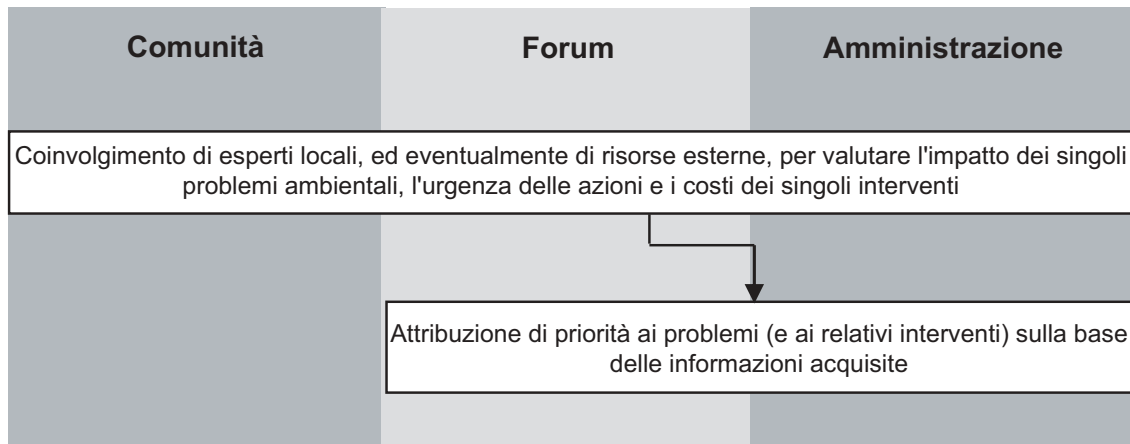 Comunità
Forum
Amministrazione
Coinvolgimento di esperti locali, ed eventualmente di risorse esterne, per valutare l'impatto dei singoli
problemi ambientali, l'urgenza delle azioni e i costi dei singoli interventi
Attribuzione di priorità ai problemi (e ai relativi interventi) sulla base
delle informazioni acquisite